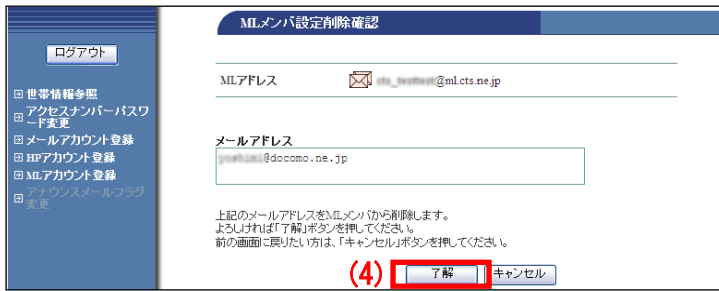 MLメンバ設定削除確認
ログアウト
世帯情報参照
アクセスナンバーパスワ
ード変更
メールアカウント登録
HPアカウント登録
MLアカウント登録
アナウンスメールフラグ
変更
MLアドレス
@ml.cts.ne.jp
メールアドレス
@docomo.ne.jp
上記のメールアドレスをMLメンバから削除します。
よろしければ「了解」ボタンを押してください。
前の画面に戻りたい方は、「キャンセル」ボタンを押してください。
(4) 了解 キャンセル